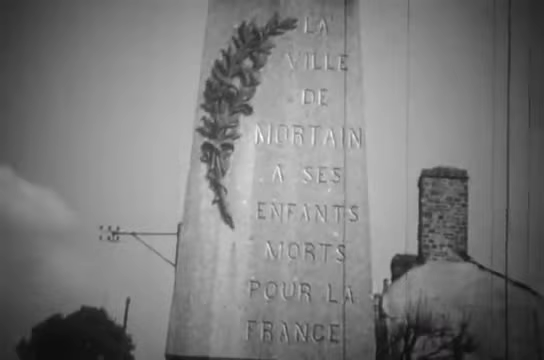 LA
VILLE
DE
MORTAIN
A SES
ENFANTS
MORTS
POUR LA
FRANCE